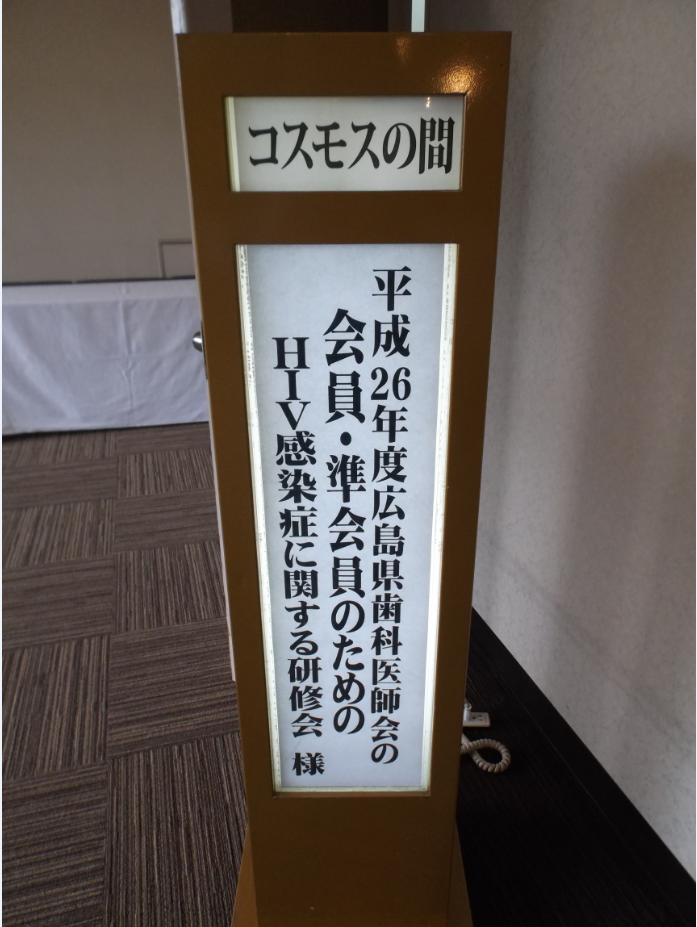 コスモスの間
平成26年度広島県歯科医師会の
会員・準会員のための
HIV感染症に関する研修会 様